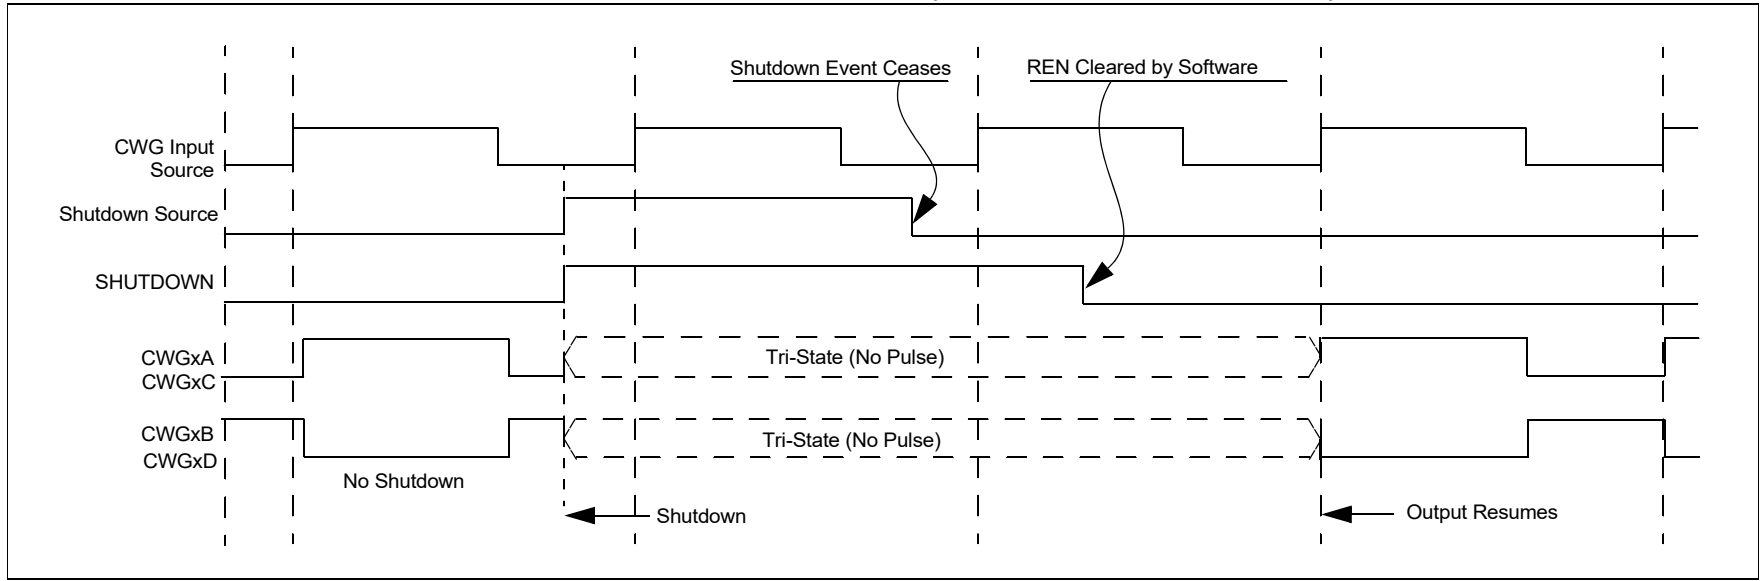 Shutdown Event Ceases
REN Cleared by Software
CWG Input
Source
Shutdown Source
SHUTDOWN
CWGxA
CWGxC
Tri-State (No Pulse)
CWGxB
CWGxD
Tri-State (No Pulse)
No Shutdown
Shutdown
Output Resumes